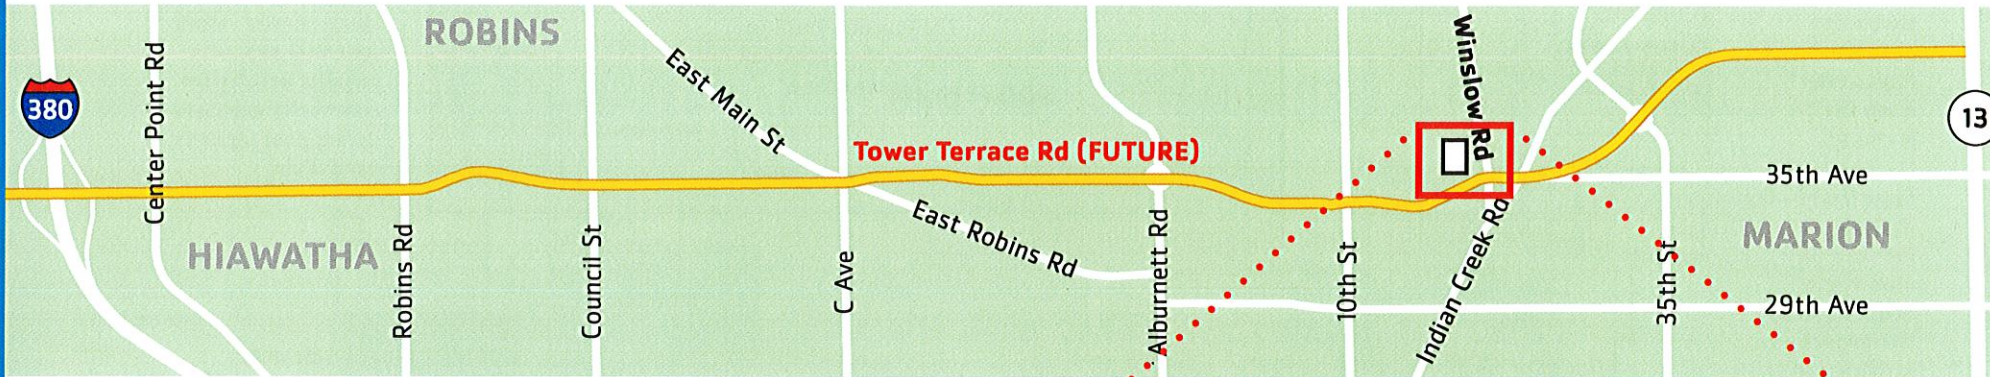 ROBINS
Winslow Rd
Center Point Rd
East Main St
380
13
Tower Terrace Rd (FUTURE)
35th Ave
East Robins Rd
MARION
HIAWATHA
Robins Rd
Council St
C Ave
Alburnett Rd
10th St
Indian Creek Rd
35th St
29th Ave